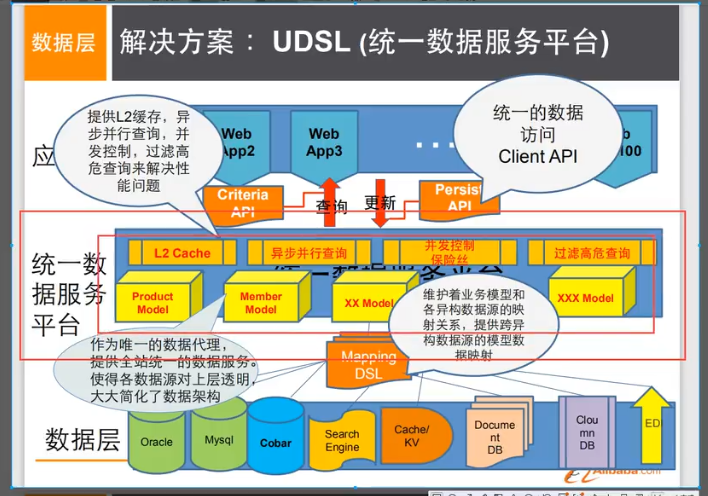 数据层
解决方案： UDSL (统一数据服务平台)
提供L2缓存，异
步并行查询，并
发控制，过滤高
危查询来解决性
能问题
统一的数据
访问
Client API
应
Web
App2
Web
App3
...
b
100
Criteria
API
查询
更新
Persist
API
统一数
据服务
平台
L2 Cache
异步并行查询
并发控制
保险丝
过滤高危查询
Product
Model
Member
Model
XX Model
XXX Model
维护着业务模型和
各异构数据源的映
射关系，提供跨异
构数据源的模型数
据映射
作为唯一的数据代理，
提供全站统一的数据服务。
使得各数据源对上层透明，
大大简化了数据架构
Mapping
DSL
数据层
Oracle
Mysql
Cobar
Search
Engine
Cache/
KV
Docume
nt
DB
Clou
mn
DB
EDI
Alibaba.com